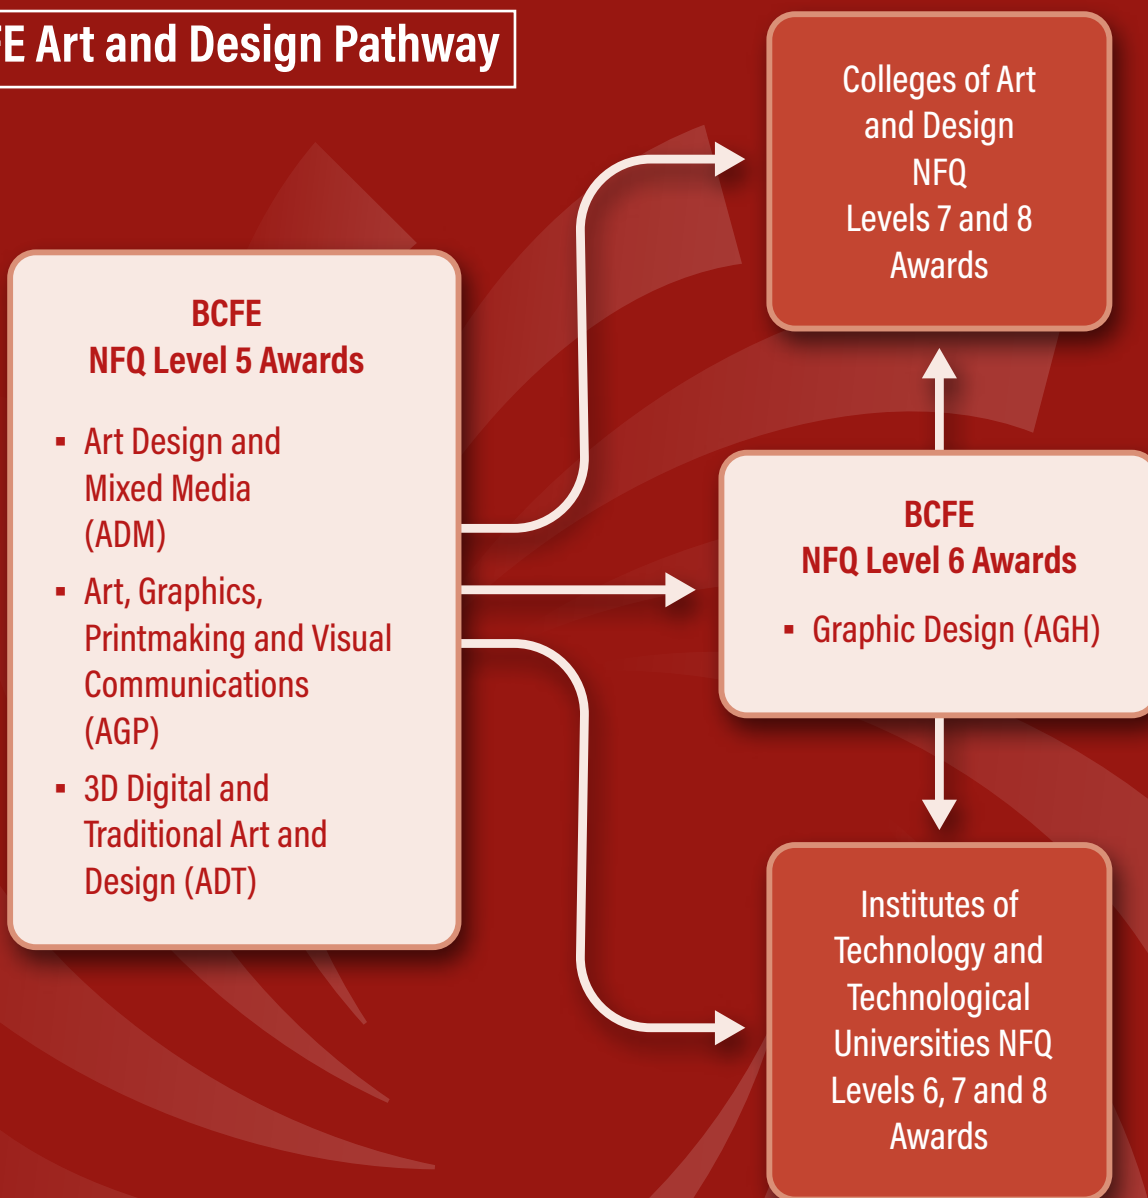 E Art and Design Pathway
BCFE
NFQ Level 5 Awards
▪ Art Design and
Mixed Media
(ADM)
▪ Art, Graphics,
Printmaking and Visual
Communications
(AGP)
▪ 3D Digital and
Traditional Art and
Design (ADT)
Colleges of Art
and Design
NFQ
Levels 7 and 8
Awards
BCFE
NFQ Level 6 Awards
▪ Graphic Design (AGH)
Institutes of
Technology and
Technological
Universities NFQ
Levels 6, 7 and 8
Awards